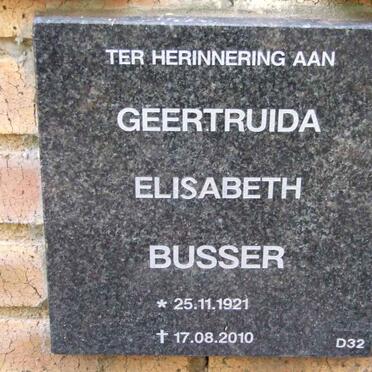 TER HERINNERING AAN
GEERTRUIDA
ELISABETH
BUSSER
* 25.11.1921
† 17.08.2010
D32